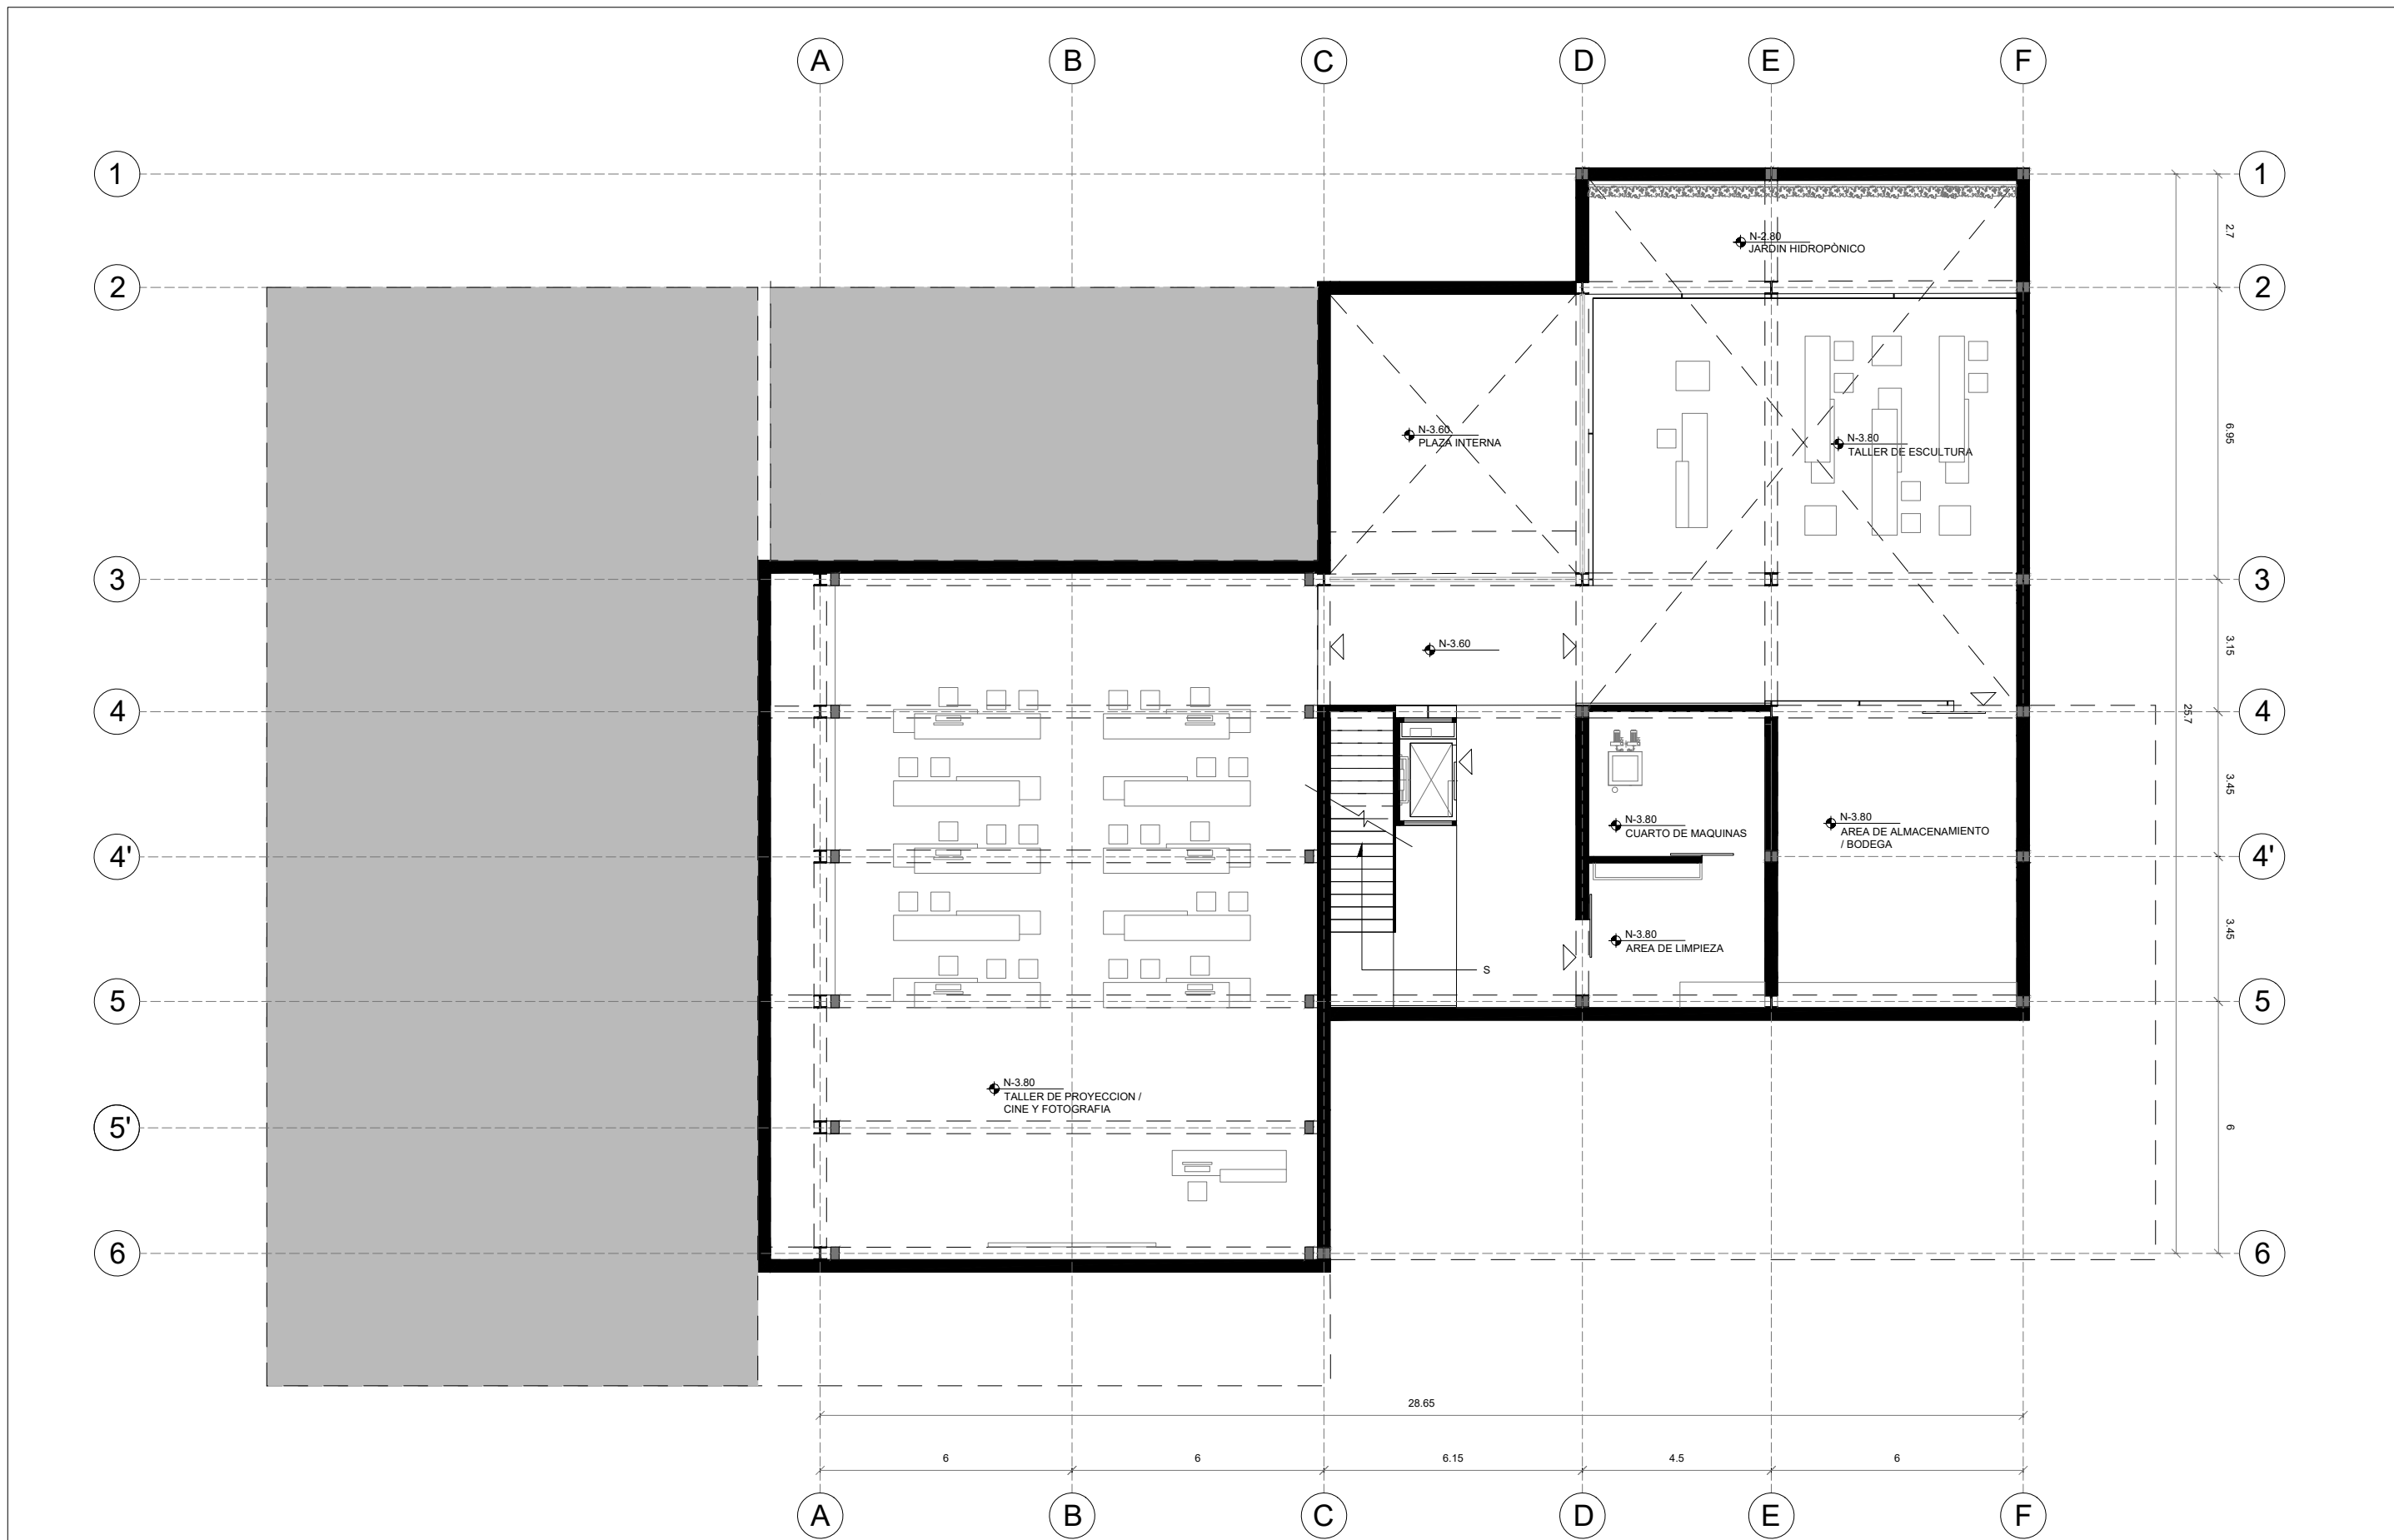 A B C D E F
1 1
2.7
N-2.80
JARDIN HIDROPÒNICO
2 2
6.95
N-3.60
PLAZA INTERNA
N-3.80
TALLER DE ESCULTURA
3 3
N-3.60
3.15
4 4
25.7
3.45
N-3.80
CUARTO DE MAQUINAS
N-3.80
AREA DE ALMACENAMIENTO
/ BODEGA
4' 4'
3.45
N-3.80
AREA DE LIMPIEZA
S
5 5
N-3.80
TALLER DE PROYECCION /
CINE Y FOTOGRAFIA
5'
6
6 6
28.65
6 6 6.15 4.5 6
A B C D E F